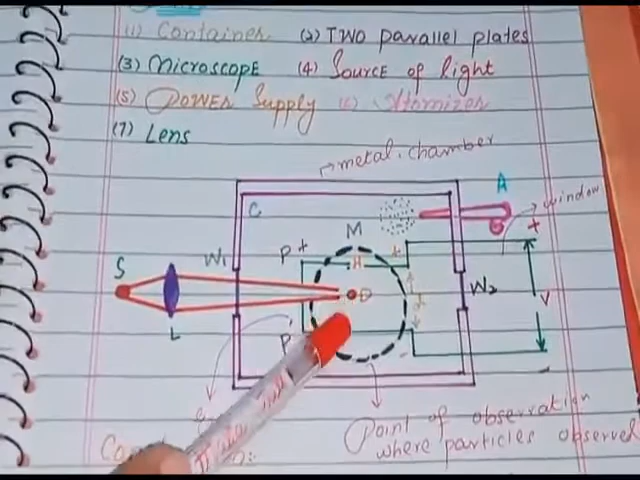 (1) Container (2) Two parallel plates
(3) Microscope (4) Source of light
(5) Power Supply (6) Atomizer
(7) Lens
metal chamber
A
window
C
M
S
W1
P+
H
+
+
D
W2
V
L
P
Point of observation
where particles observed